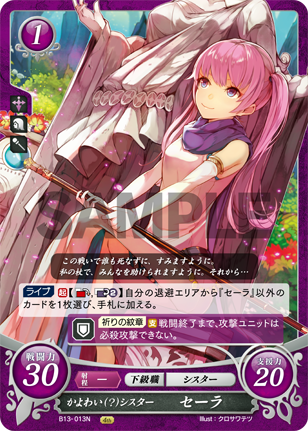 1
SAMPLE
この戦いで誰も死なずに、すみますように。
私の杖で、みんなを助けられますように。それから…
ライブ 起 自分の退避エリアから『セーラ』以外の
カードを1枚選び、手札に加える。
祈りの紋章 支 戦闘終了まで、攻撃ユニットは
必殺攻撃できない。
戦闘力
30
射程 一 下級職 シスター
支援力
20
かよわい(?)シスター セーラ
B13-013N
Illust:クロサワテツ